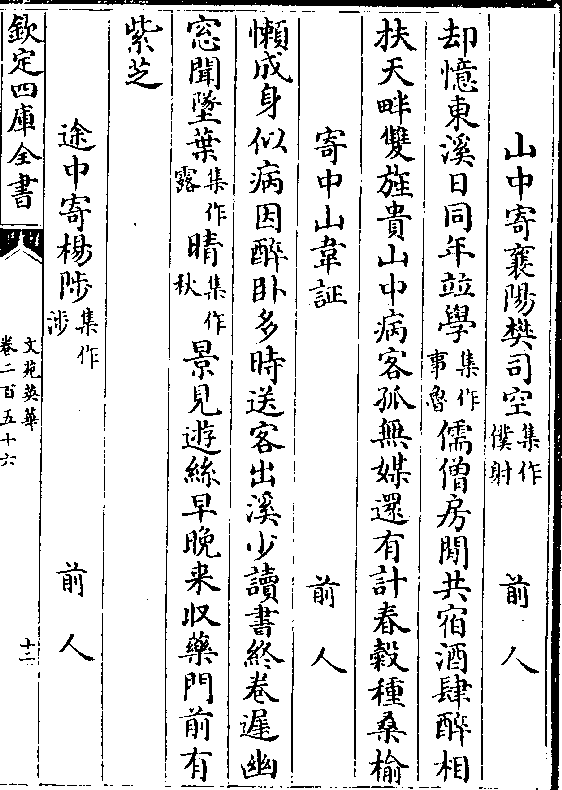 山中寄襄陽樊司空集作僕射　前人
却憶東溪日同年竝學集作事魯儒僧房閒共宿酒肆醉相
扶天畔雙旌貴山中病客孤無媒還有計春榖種桑榆
寄中山韋証　前人
懶成身似病因醉卧多時送客出溪少讀書終卷遲幽
窓聞墜葉集作露晴集作秋景見遊絲早晚来收藥門前有
紫芝
途中寄楊陟集作涉　前人
欽定四庫全書
文苑英華
卷二百五十六
十二